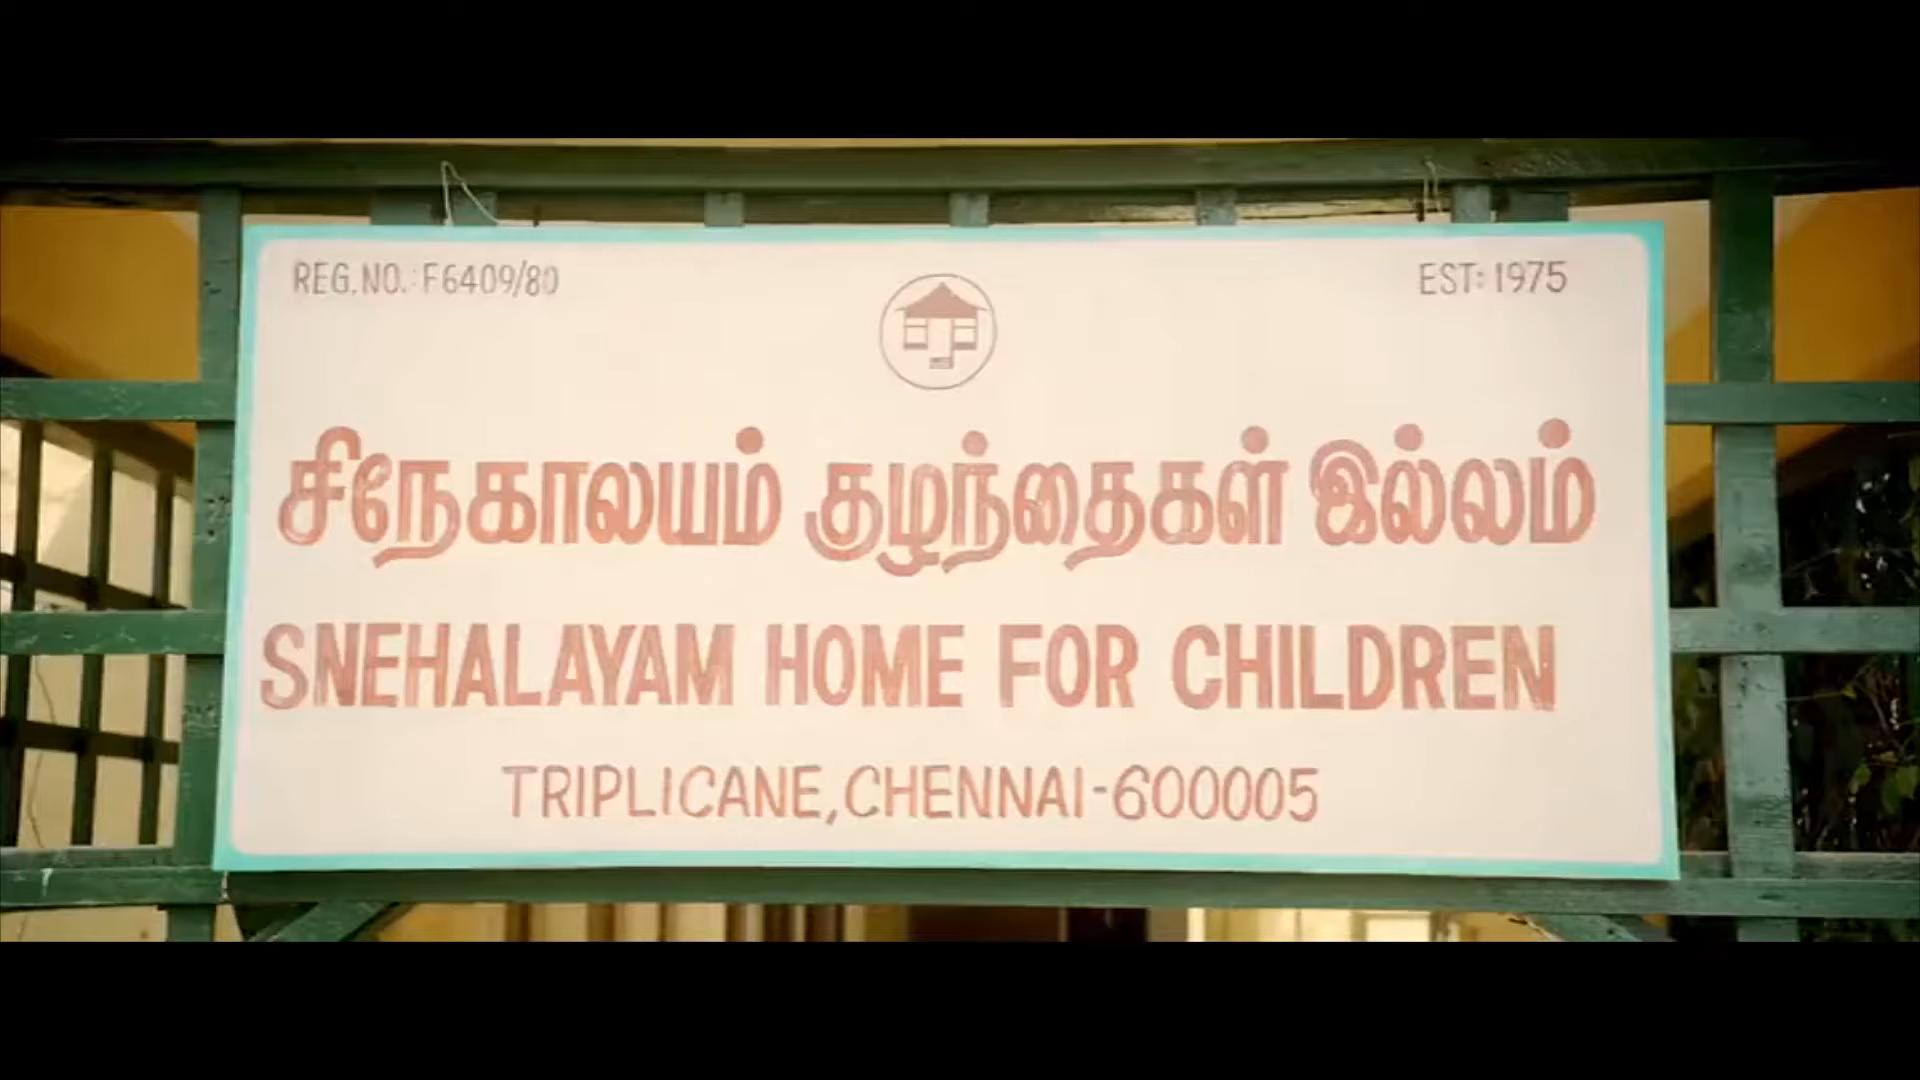 REG.NO.:F6409/80
EST: 1975
சிநேகாலயம் குழந்தைகள் இல்லம்
SNEHALAYAM HOME FOR CHILDREN
TRIPLICANE,CHENNAI-600005